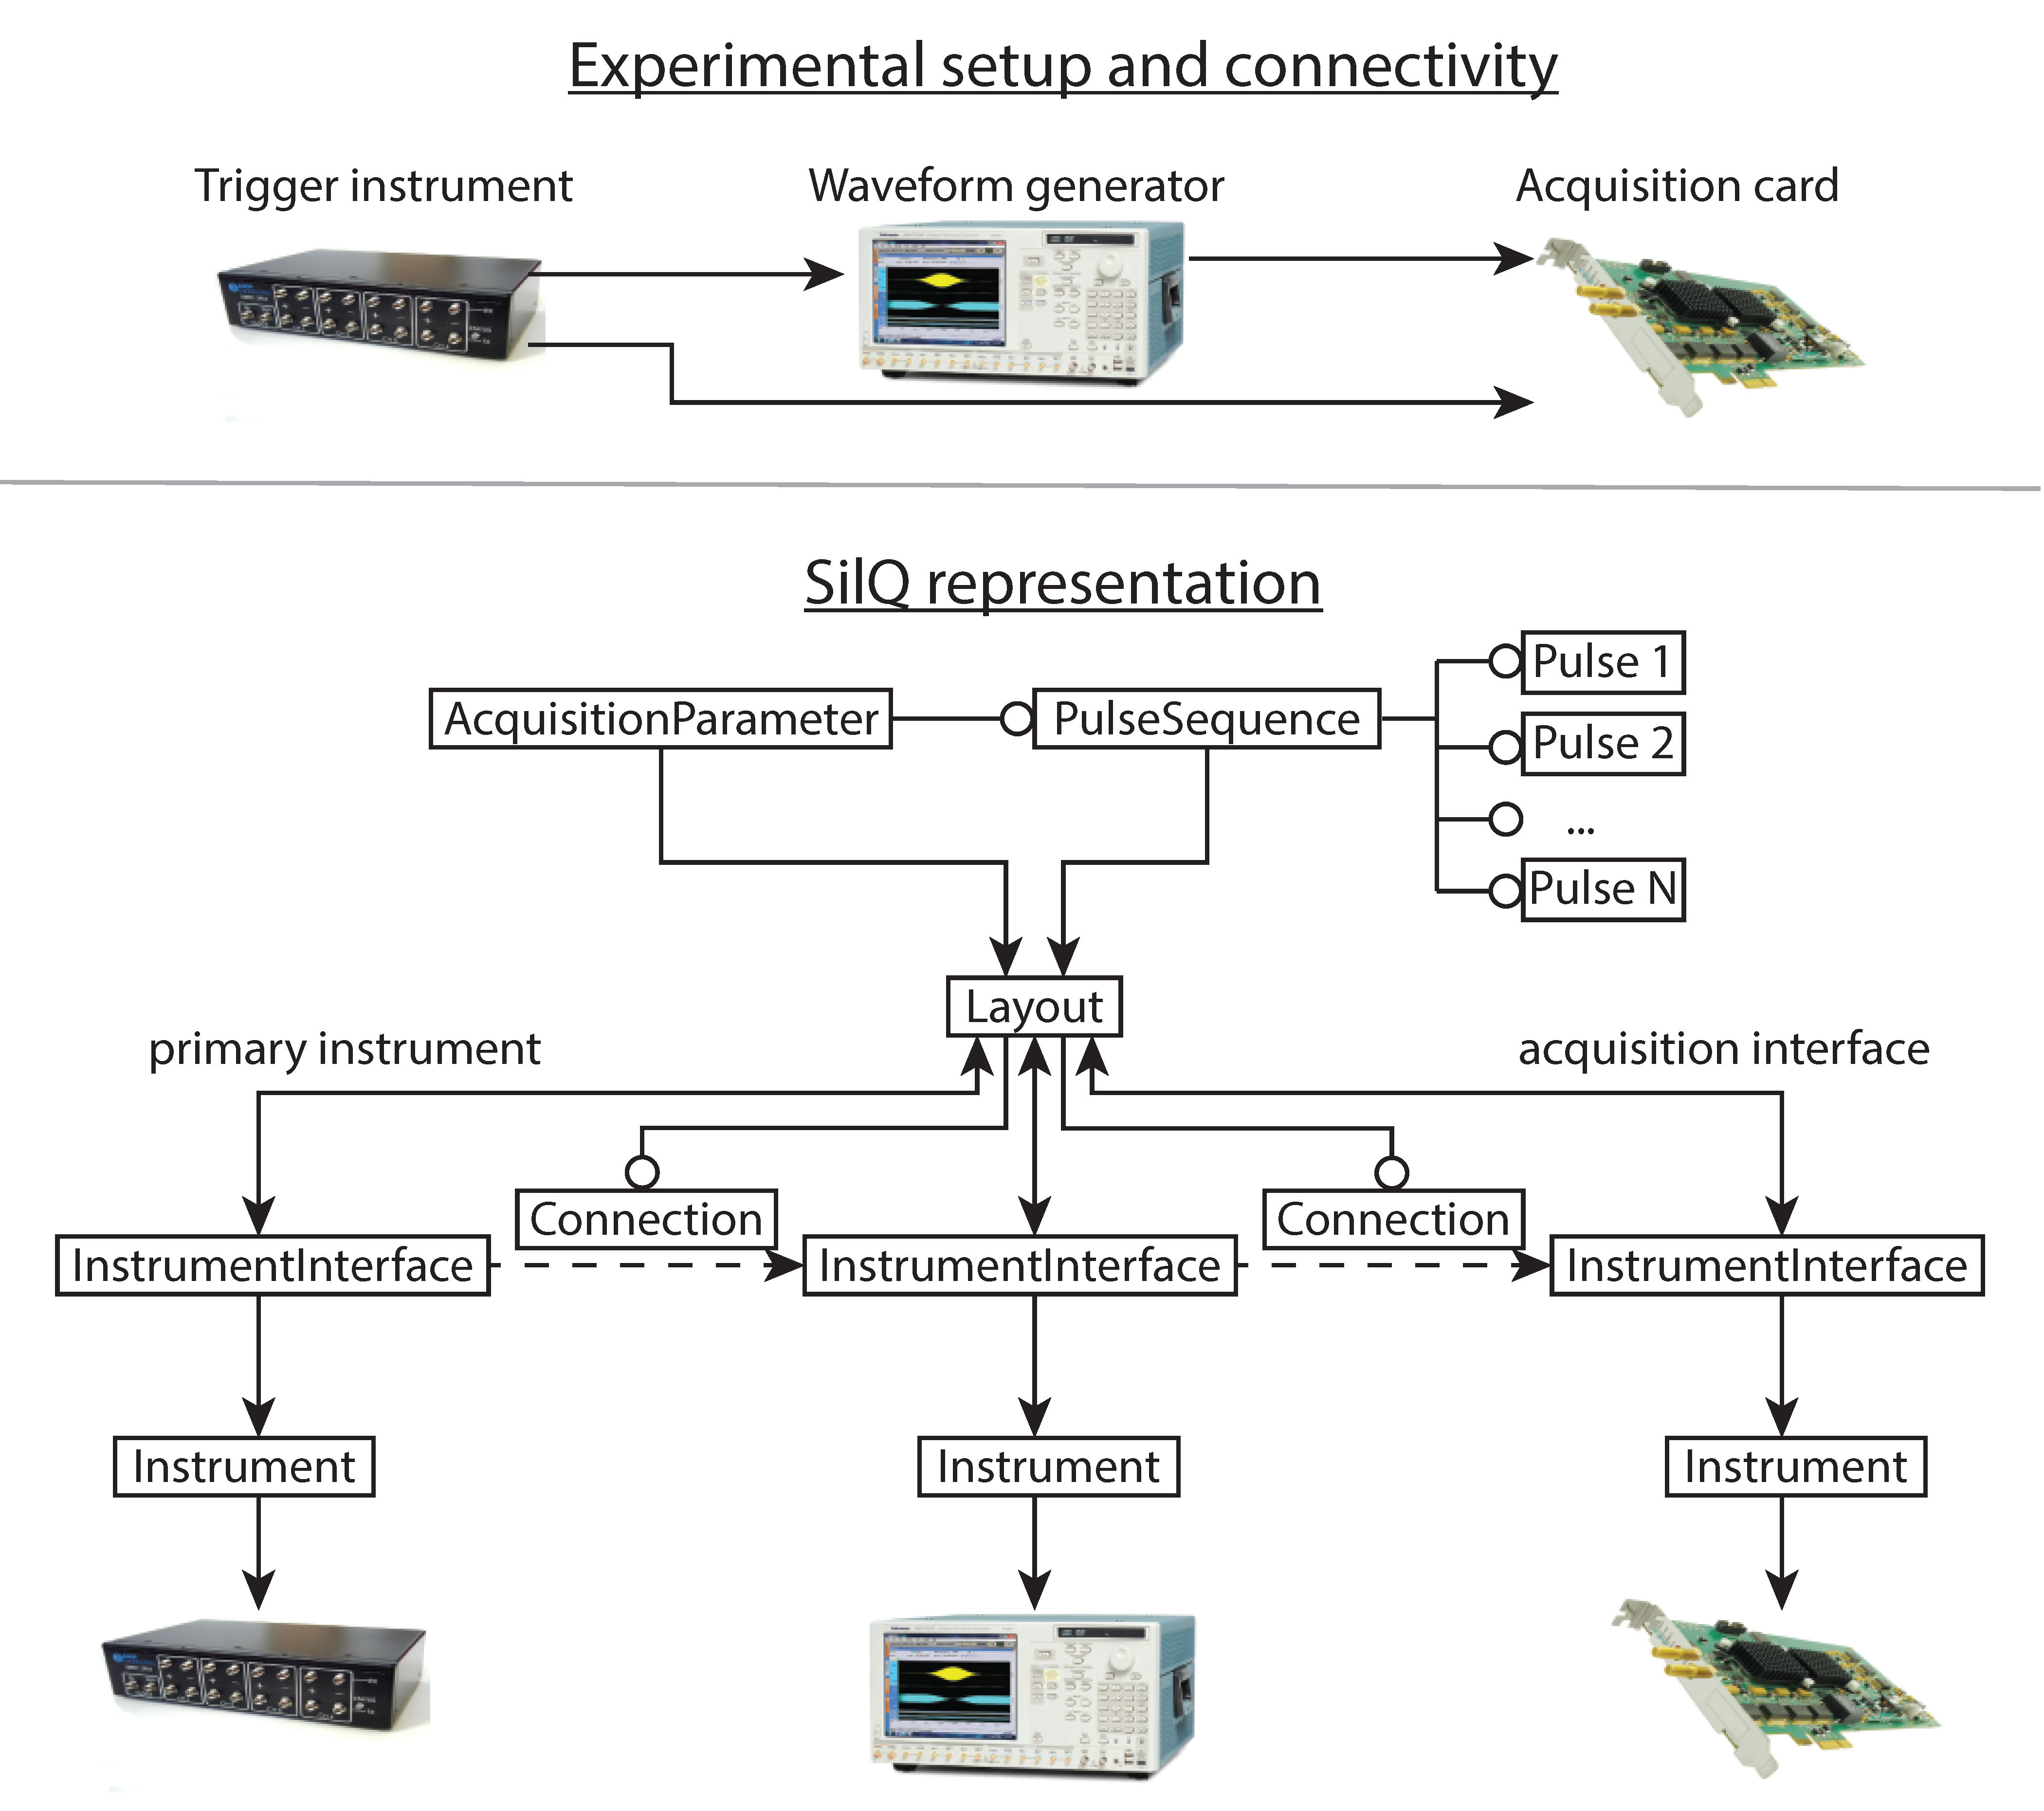 Experimental setup and connectivity
Trigger instrument
Waveform generator
Acquisition card
SilQ representation
AcquisitionParameter
PulseSequence
Pulse 1
Pulse 2
...
Pulse N
Layout
primary instrument
acquisition interface
Connection
Connection
InstrumentInterface
InstrumentInterface
InstrumentInterface
Instrument
Instrument
Instrument